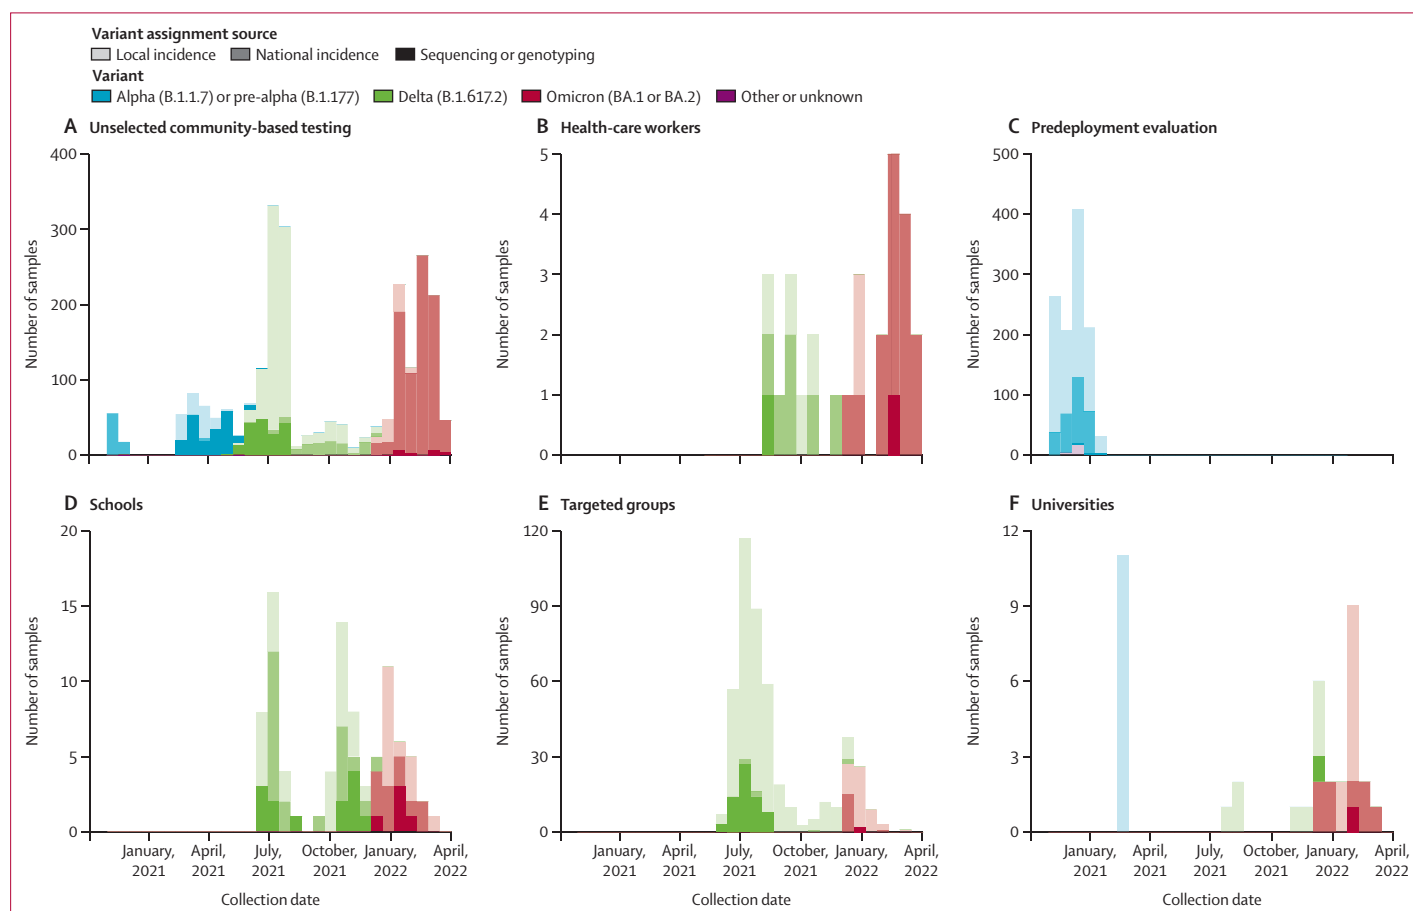 Variant assignment source
Local incidence National incidence Sequencing or genotyping
Variant
Alpha (B.1.1.7) or pre-alpha (B.1.177) Delta (B.1.617.2) Omicron (BA.1 or BA.2) Other or unknown
A Unselected community-based testing
400
300
200
100
0
Number of samples
B Health-care workers
5
4
3
2
1
0
Number of samples
C Predeployment evaluation
500
400
300
200
100
0
Number of samples
D Schools
20
15
10
5
0
Number of samples
January, 2021
April, 2021
July, 2021
October, 2021
January, 2022
April, 2022
Collection date
E Targeted groups
120
90
60
30
0
Number of samples
January, 2021
April, 2021
July, 2021
October, 2021
January, 2022
April, 2022
Collection date
F Universities
12
9
6
3
0
Number of samples
January, 2021
April, 2021
July, 2021
October, 2021
January, 2022
April, 2022
Collection date